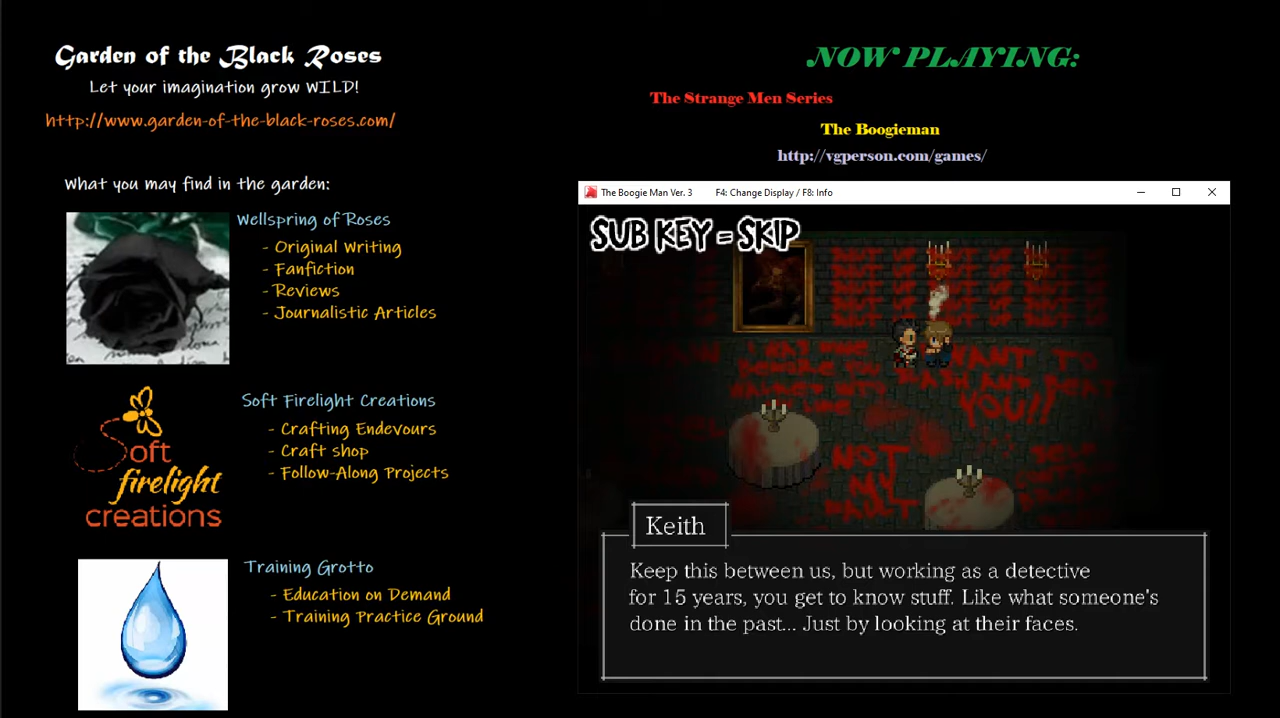 Garden of the Black Roses
Let your imagination grow WILD!
http://www.garden-of-the-black-roses.com/
What you may find in the garden:
Wellspring of Roses
- Original Writing
- Fanfiction
- Reviews
- Journalistic Articles
Soft Firelight Creations
- Crafting Endevours
- Craft shop
- Follow-Along Projects
Soft
firelight
creations
Training Grotto
- Education on Demand
- Training Practice Ground
NOW PLAYING:
The Strange Men Series
The Boogieman
http://vgperson.com/games/
The Boogie Man Ver. 3 F4: Change Display / F8: Info
SUB KEY = SKIP
WANT TO
YOU!!
NOT
MY
FAULT
Keith
Keep this between us, but working as a detective
for 15 years, you get to know stuff. Like what someone's
done in the past... Just by looking at their faces.